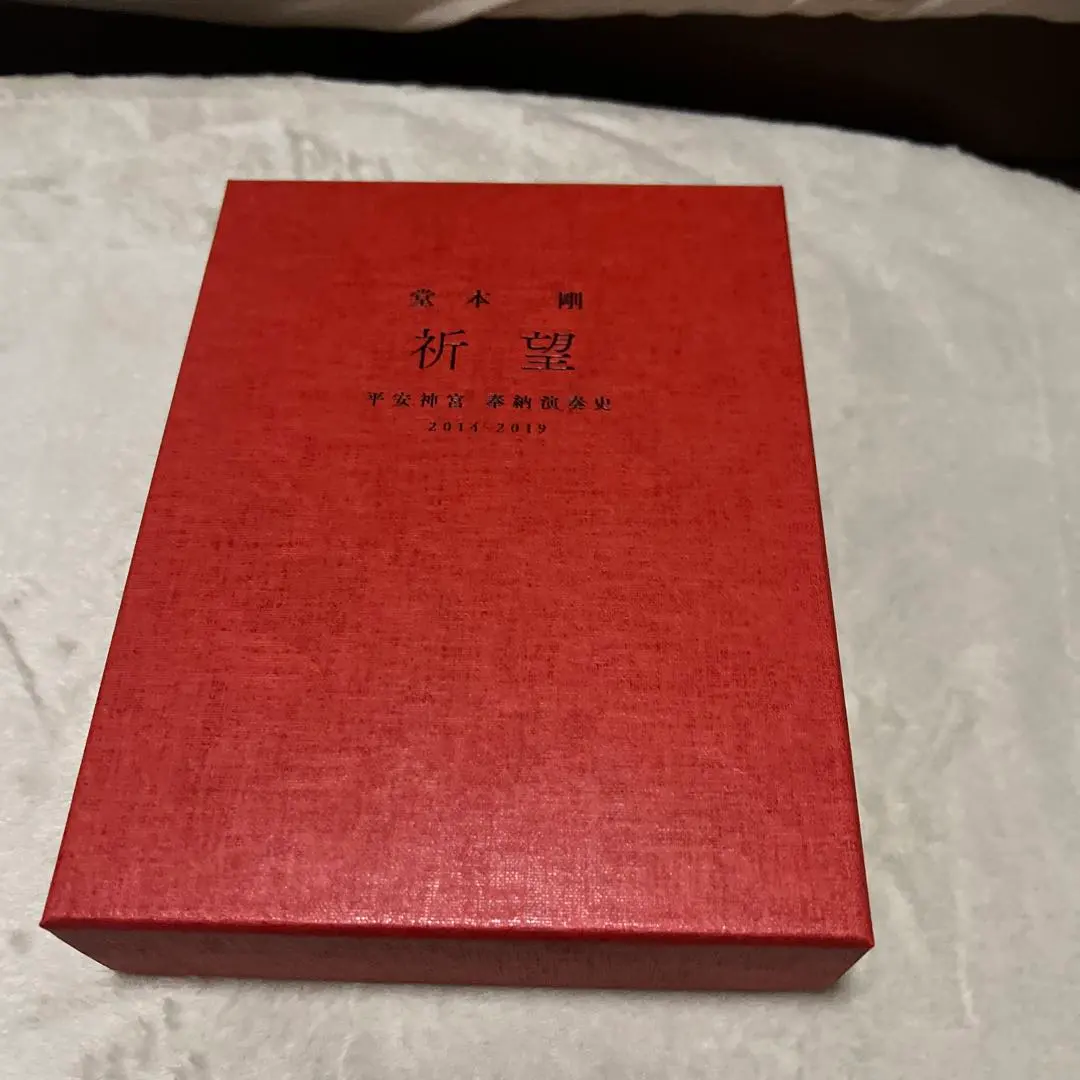 堂本 剛
祈望
平安神宮 奉納演奏史
2014-2019